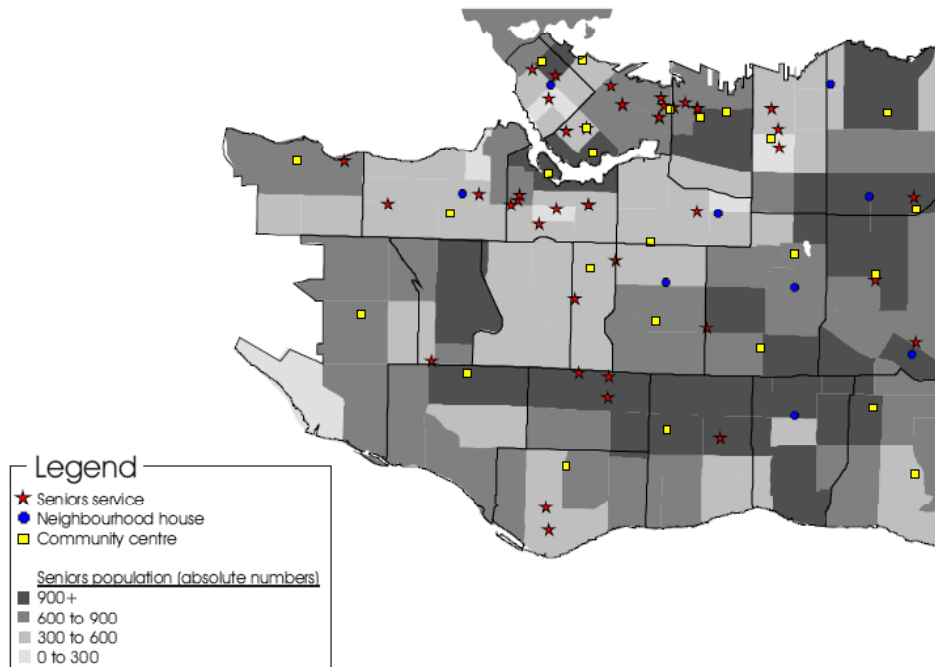 Legend
Seniors service
Neighbourhood house
Community centre
Seniors population (absolute numbers)
900+
600 to 900
300 to 600
0 to 300